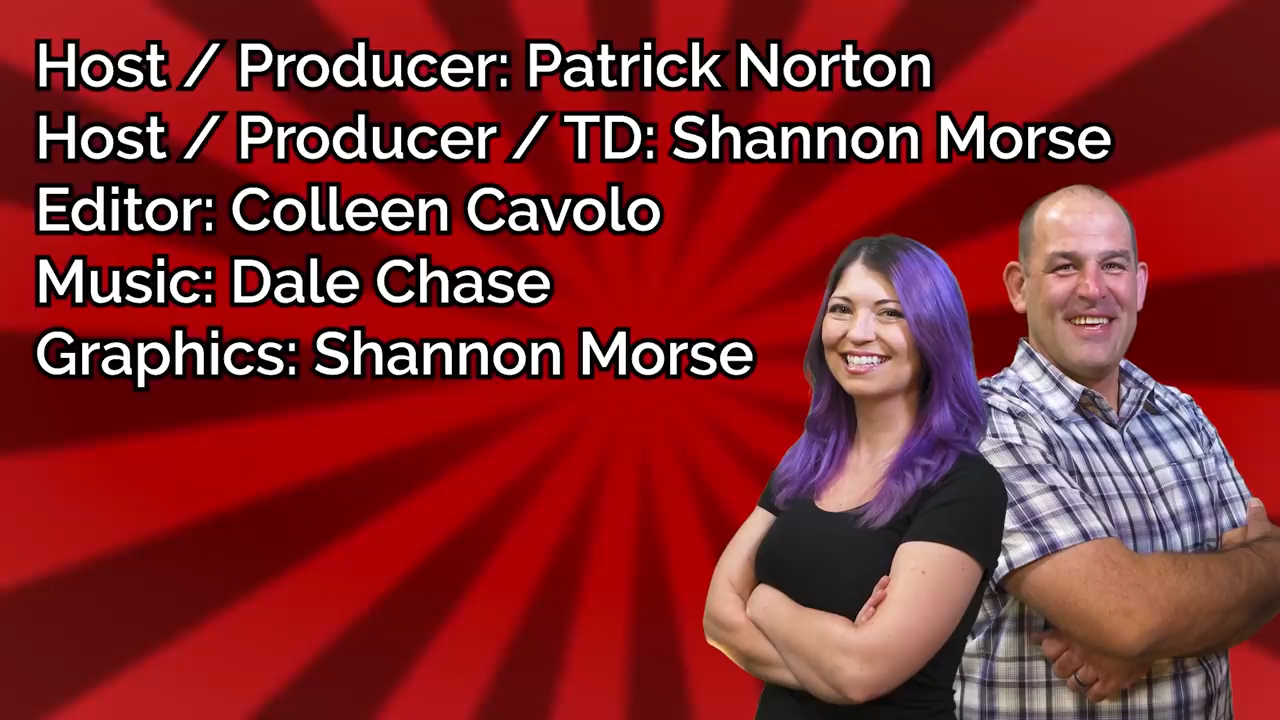 Host / Producer: Patrick Norton
Host / Producer / TD: Shannon Morse
Editor: Colleen Cavolo
Music: Dale Chase
Graphics: Shannon Morse